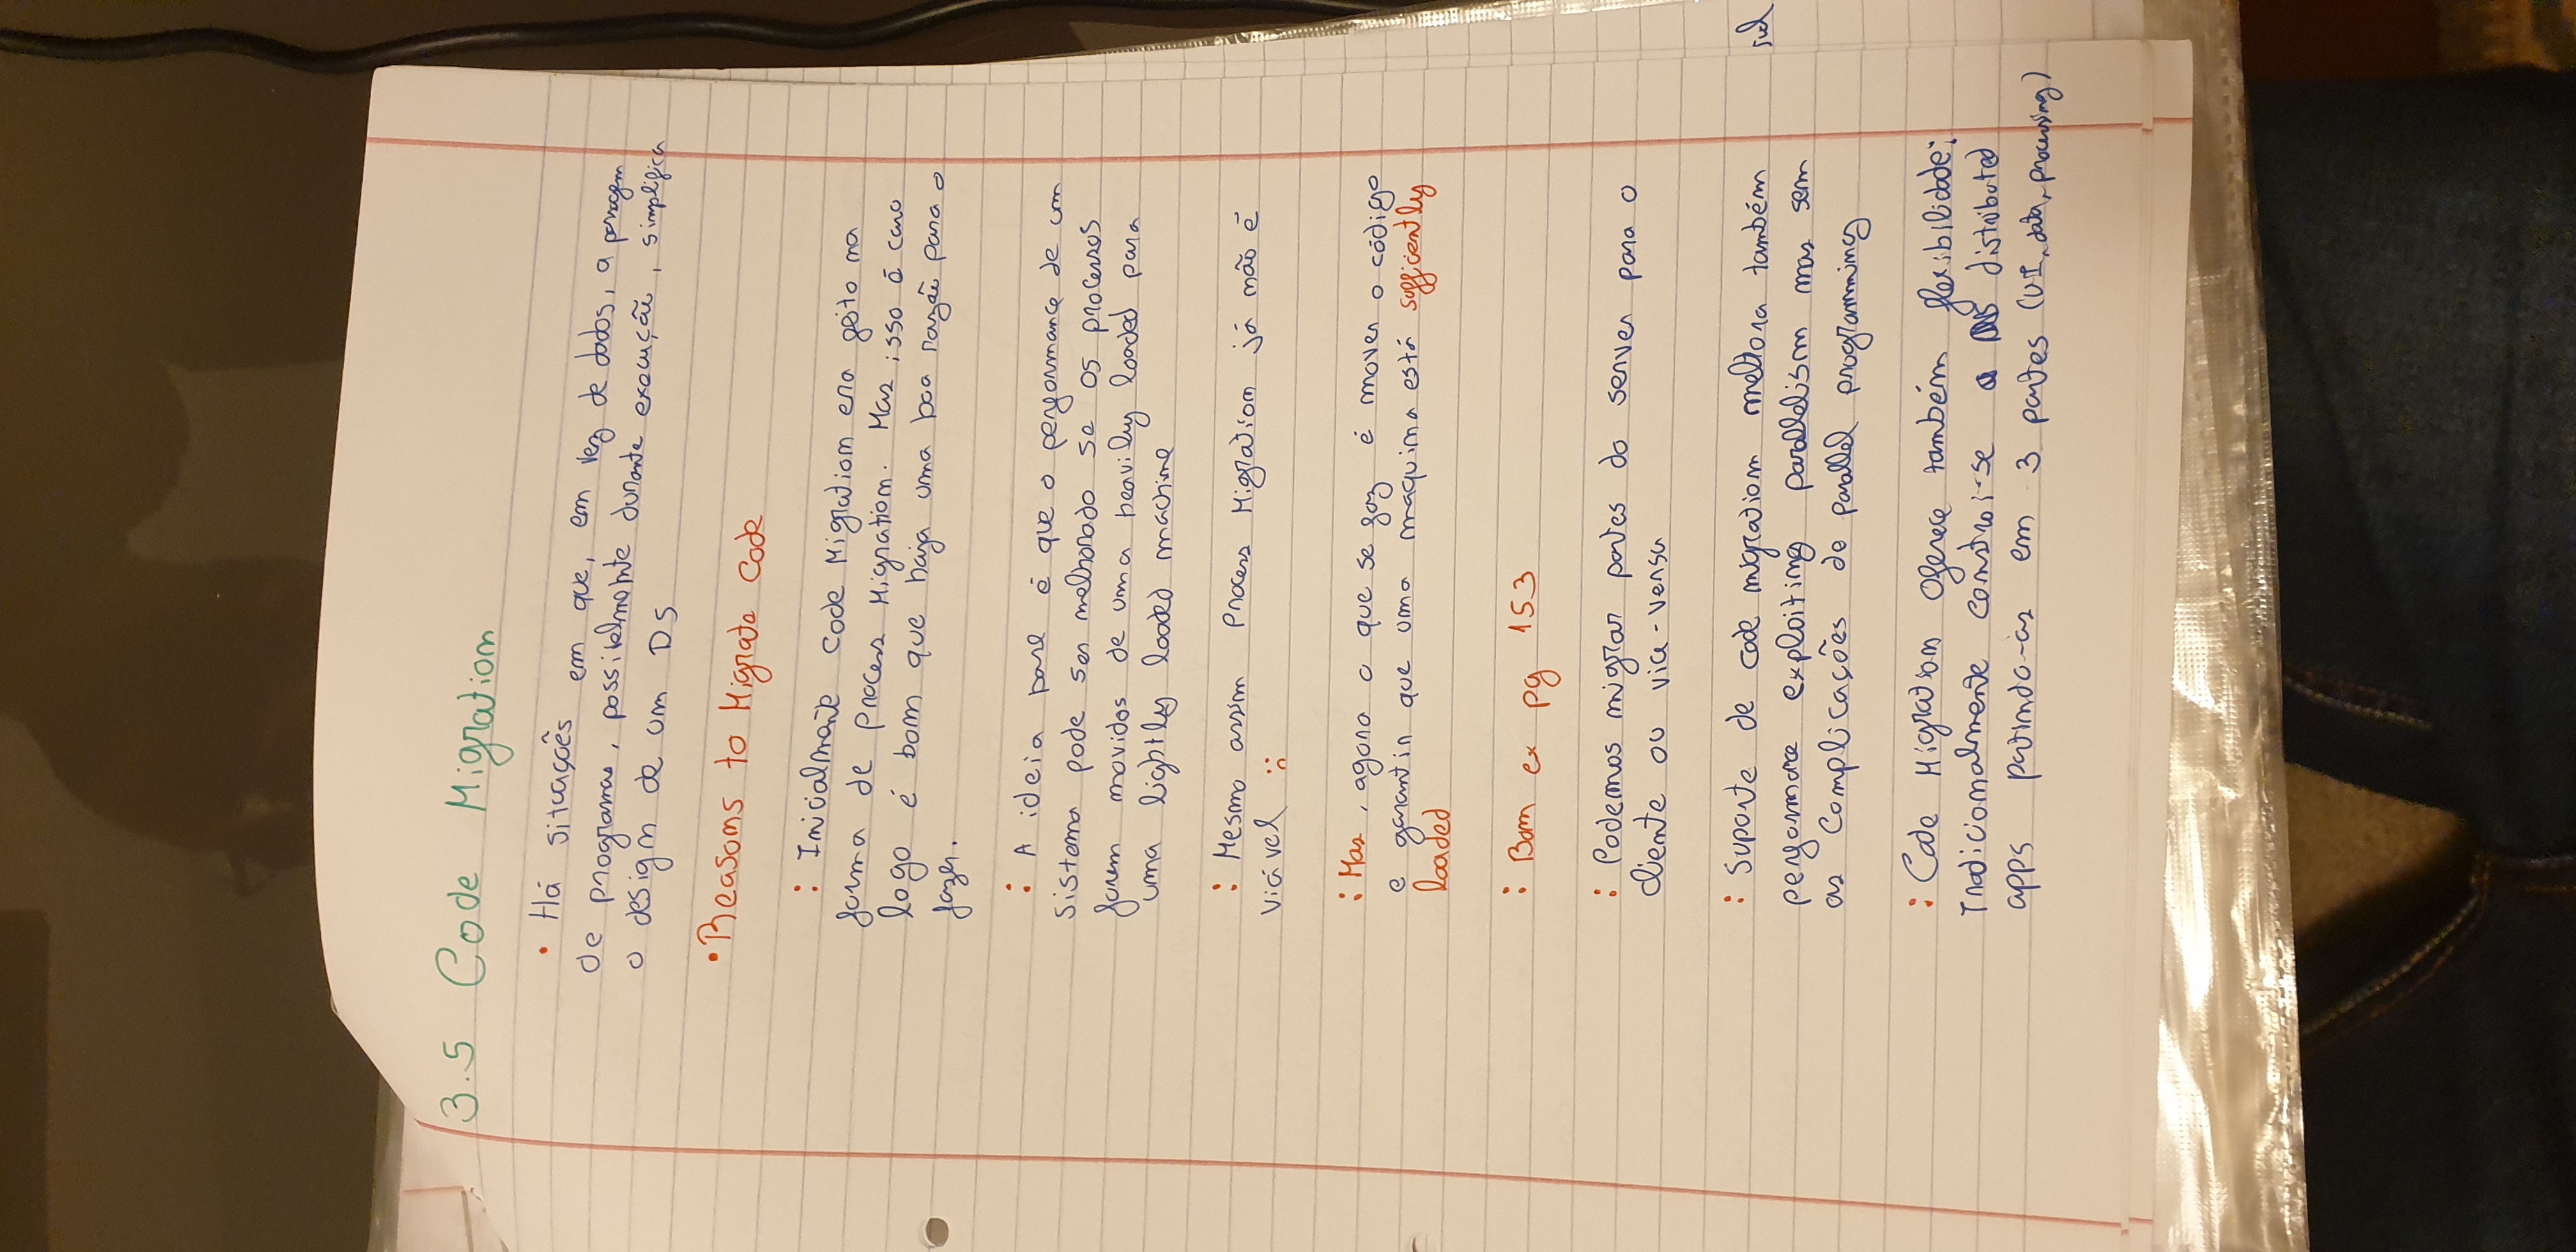 3.5 Code Migration
• Há situações em que, em vez de dados, a passagem
de programas, possivelmente durante execução, simplifica
o design de um DS
• Reasons to Migrate Code
: Inicialmente Code Migration era feito na
forma de Process Migration. Mas isso é caro
logo é bom que haja uma boa razão para o
fazer.
: A ideia base é que o performance de um
sistema pode ser melhorado se os processos
forem movidos de uma heavily loaded para
uma lightly loaded machine
: Mesmo assim Process Migration já não é
viável :(
: Mas, agora o que se faz é mover o código
e garantir que uma maquina está sufficiently
loaded
: Bom ex pg 153
: Podemos migrar partes do server para o
cliente ou vice-versa
: Suporte de code migration melhora também
performance exploiting parallelism mas sem
as complicações de parallel programming
: Code Migration oferece também flexibilidade:
Tradicionalmente constroi-se distributed
apps partindo-as em 3 partes (UI, data, processing)